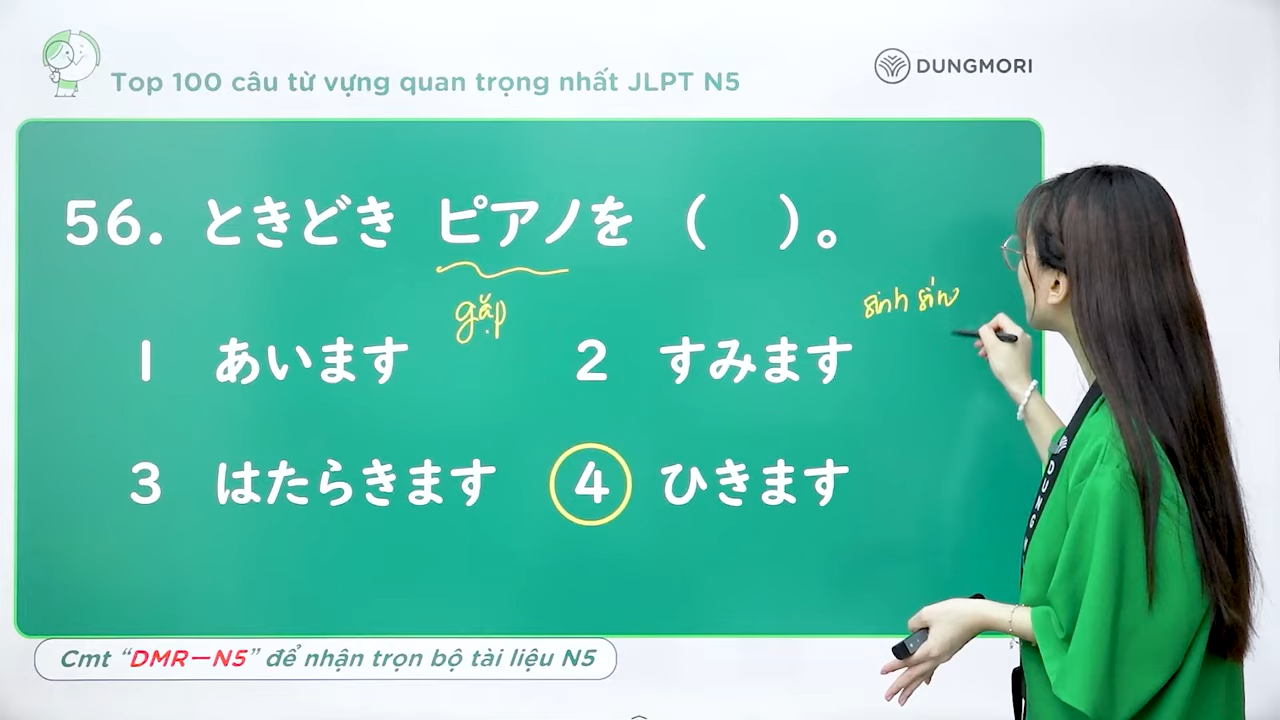 Top 100 câu từ vựng quan trọng nhất JLPT N5
DUNGMORI
56. ときどき ピアノを ( )。
gặp
1 あいます
2 すみます
3 はたらきます
4 ひきます
Cmt “DMR–N5” để nhận trọn bộ tài liệu N5